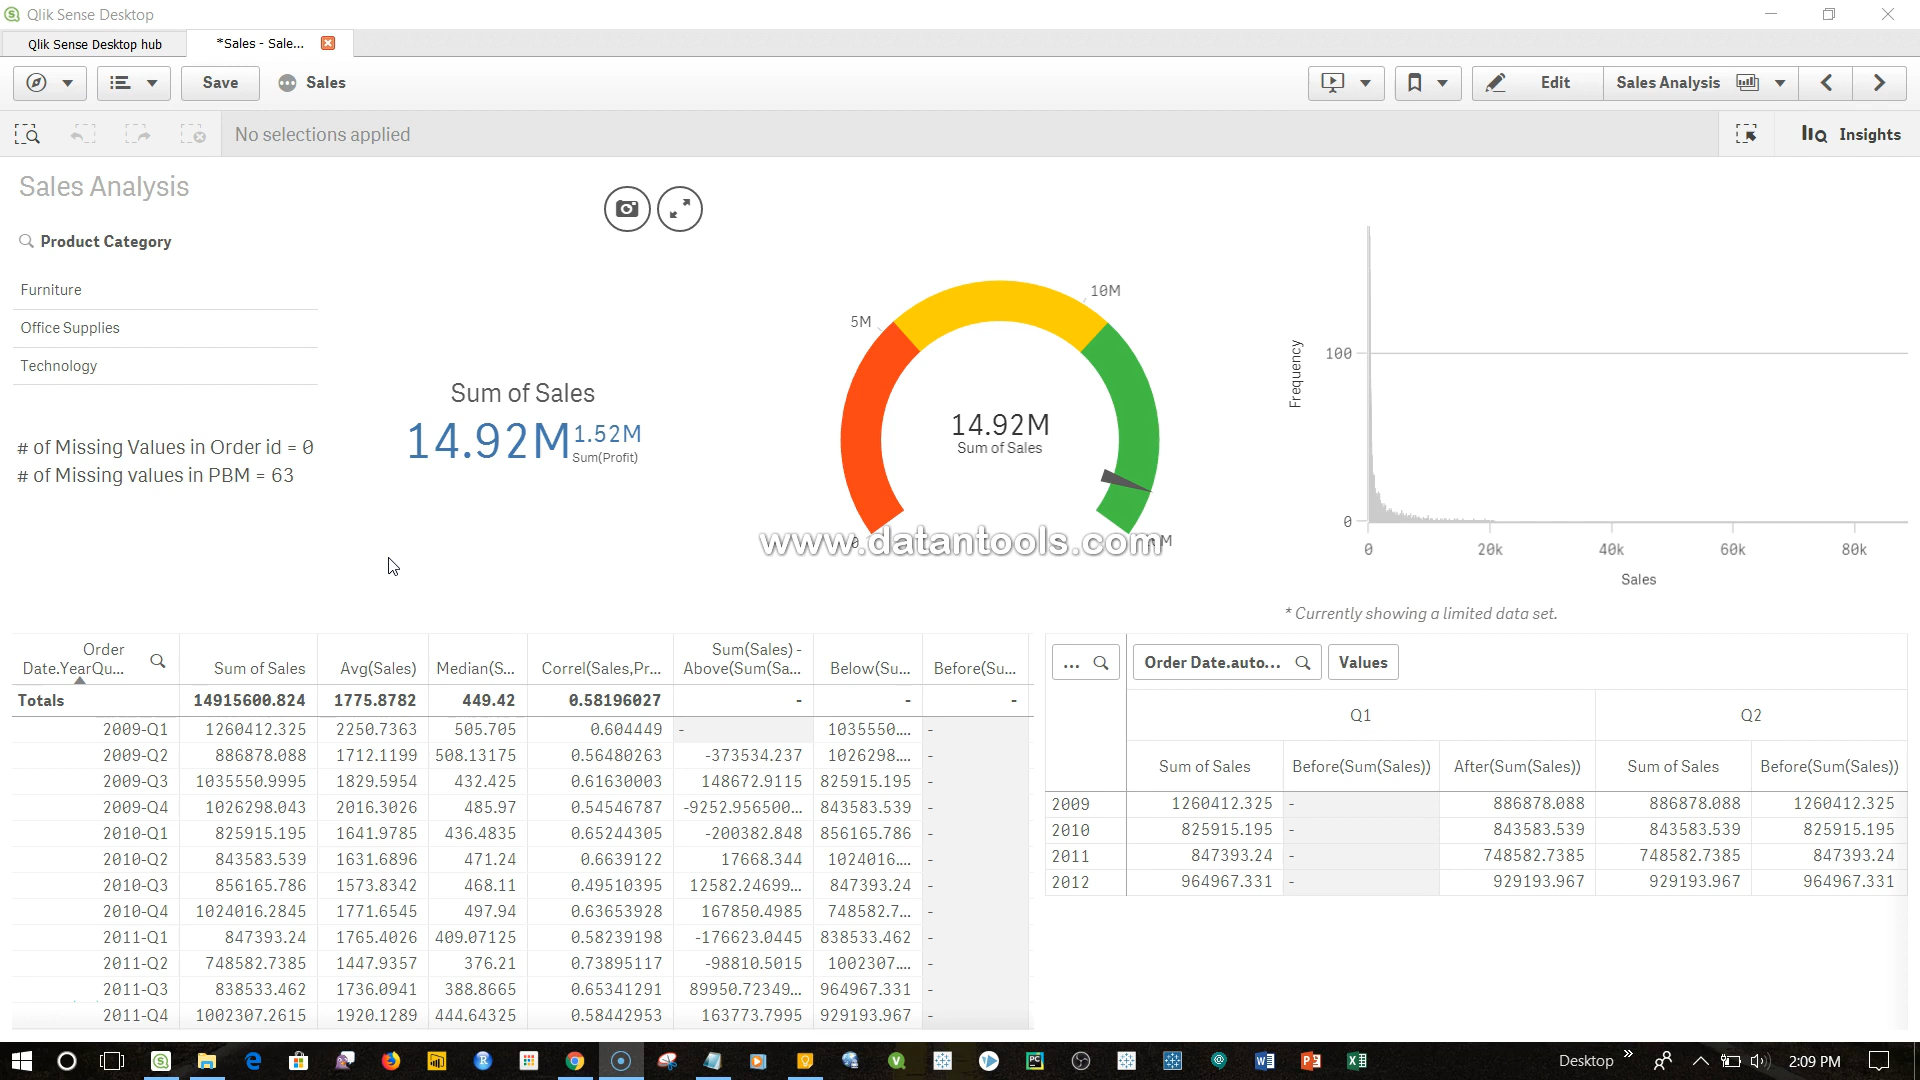 Qlik Sense Desktop
Qlik Sense Desktop hub
*Sales - Sale...
Save
Sales
Edit
Sales Analysis
No selections applied
Insights
Sales Analysis
Product Category
Furniture
Office Supplies
Technology
# of Missing Values in Order id = 0
# of Missing values in PBM = 63
Sum of Sales
14.92M 1.52M
Sum(Profit)
5M
10M
14.92M
Sum of Sales
www.datantools.com
Frequency
100
0
0 20k 40k 60k 80k
Sales
* Currently showing a limited data set.
Order Date.YearQu... Sum of Sales Avg(Sales) Median(S... Correl(Sales,Pr... Sum(Sales) - Above(Sum(Sa... Below(Su... Before(Su...
Totals 14915600.824 1775.8782 449.42 0.58196027 - - -
2009-Q1 1260412.325 2250.7363 505.705 0.604449 - 1035550.... -
2009-Q2 886878.088 1712.1199 508.13175 0.56480263 -373534.237 1026298.... -
2009-Q3 1035550.9995 1829.5954 432.425 0.61630003 148672.9115 825915.195 -
2009-Q4 1026298.043 2016.3026 485.97 0.54546787 -9252.956500... 843583.539 -
2010-Q1 825915.195 1641.9785 436.4835 0.65244305 -200382.848 856165.786 -
2010-Q2 843583.539 1631.6896 471.24 0.6639122 17668.344 1024016.... -
2010-Q3 856165.786 1573.8342 468.11 0.49510395 12582.24699... 847393.24 -
2010-Q4 1024016.2845 1771.6545 497.94 0.63653928 167850.4985 748582.7... -
2011-Q1 847393.24 1765.4026 409.07125 0.58239198 -176623.0445 838533.462 -
2011-Q2 748582.7385 1447.9357 376.21 0.73895117 -98810.5015 1002307.... -
2011-Q3 838533.462 1736.0941 388.8665 0.65341291 89950.72349... 964967.331 -
2011-Q4 1002307.2615 1920.1289 444.64325 0.58442953 163773.7995 929193.967 -
... Order Date.auto... Values
Q1 Q2
Sum of Sales Before(Sum(Sales)) After(Sum(Sales)) Sum of Sales Before(Sum(Sales))
2009 1260412.325 - 886878.088 886878.088 1260412.325
2010 825915.195 - 843583.539 843583.539 825915.195
2011 847393.24 - 748582.7385 748582.7385 847393.24
2012 964967.331 - 929193.967 929193.967 964967.331
Desktop
2:09 PM